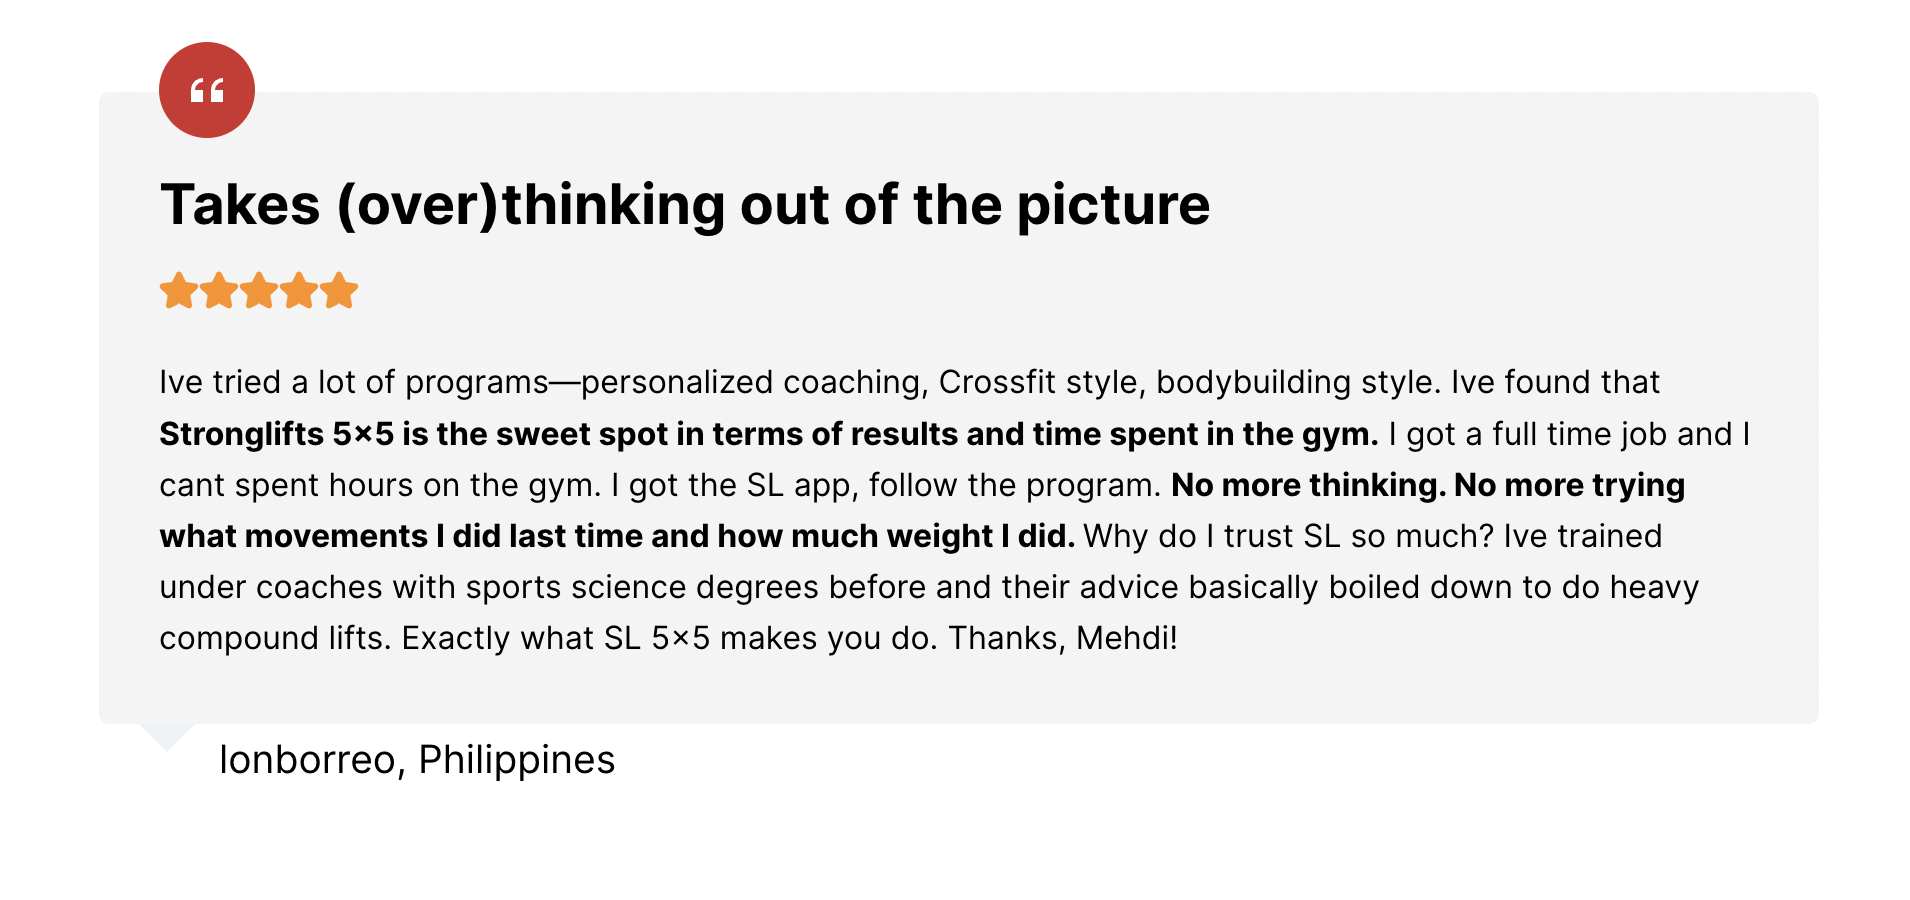 “
Takes (over)thinking out of the picture
Ive tried a lot of programs—personalized coaching, Crossfit style, bodybuilding style. Ive found that
Stronglifts 5×5 is the sweet spot in terms of results and time spent in the gym. I got a full time job and I
cant spent hours on the gym. I got the SL app, follow the program. No more thinking. No more trying
what movements I did last time and how much weight I did. Why do I trust SL so much? Ive trained
under coaches with sports science degrees before and their advice basically boiled down to do heavy
compound lifts. Exactly what SL 5×5 makes you do. Thanks, Mehdi!
lonborreo, Philippines